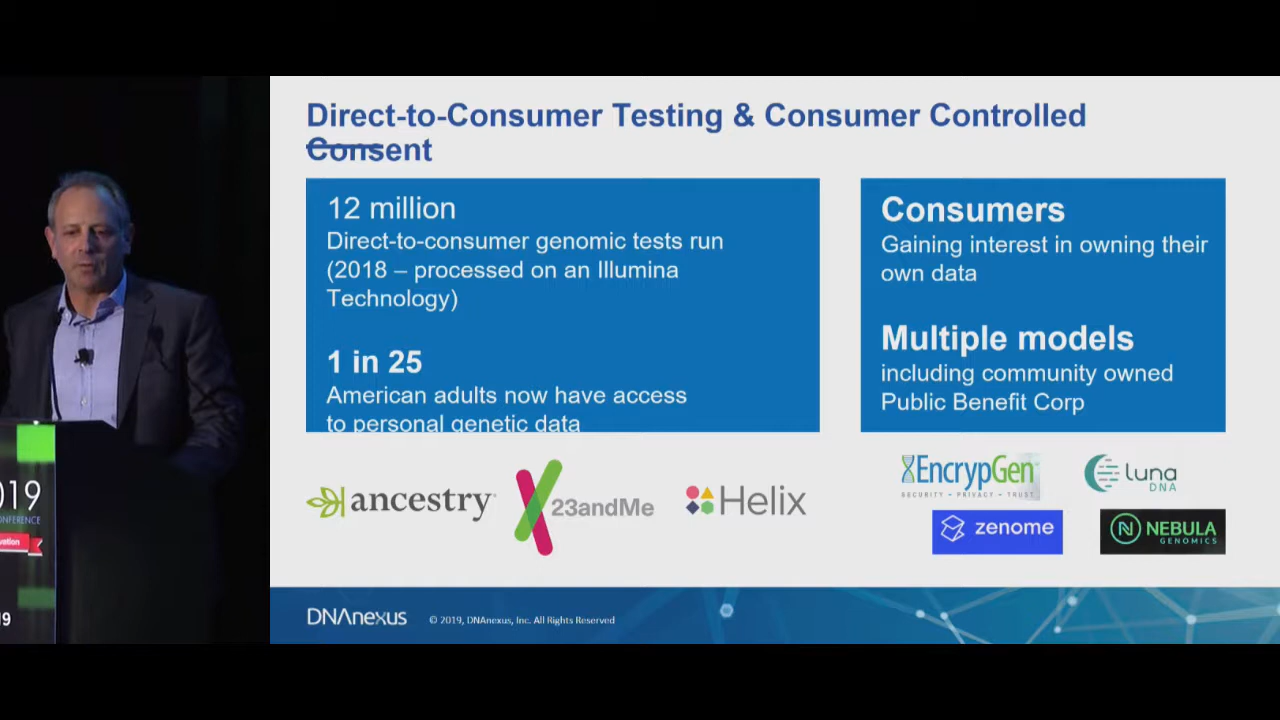 Direct-to-Consumer Testing & Consumer Controlled
Consent
12 million
Direct-to-consumer genomic tests run
(2018 – processed on an Illumina
Technology)
1 in 25
American adults now have access
to personal genetic data
Consumers
Gaining interest in owning their
own data
Multiple models
including community owned
Public Benefit Corp
ancestry
23andMe
Helix
EncrypGen
SECURITY • PRIVACY • TRUST
luna
DNA
zenome
NEBULA
GENOMICS
019
ONFERENCE
vation
19
DNAnexus
© 2019, DNAnexus, Inc. All Rights Reserved